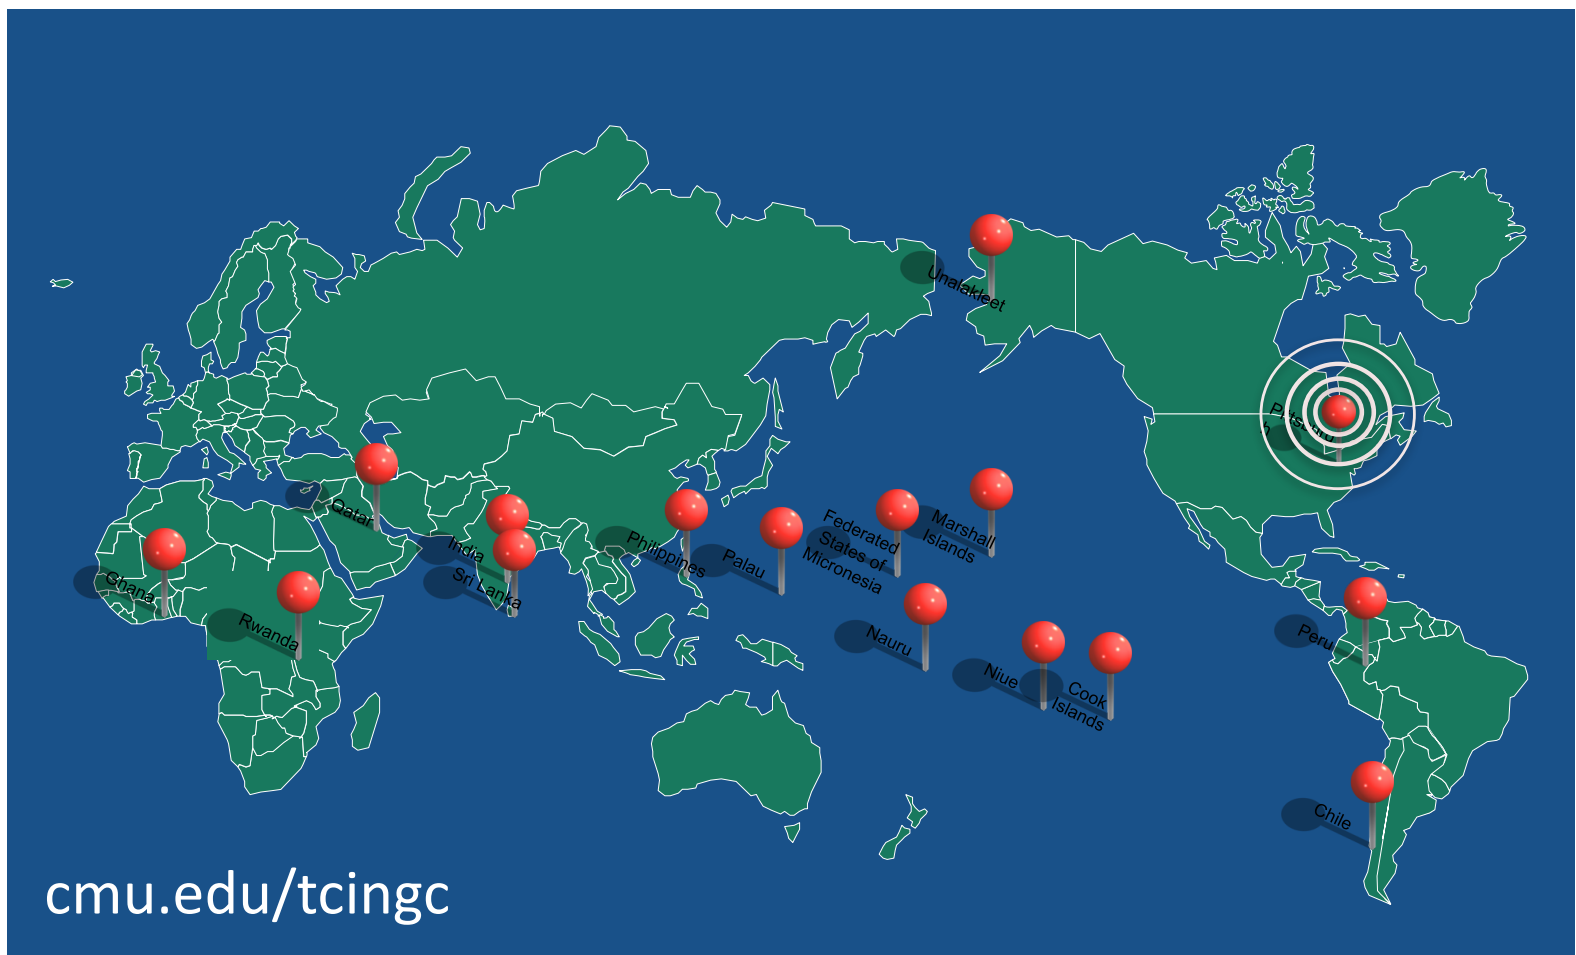 Unalakleet
Qatar
India
Sri Lanka
Philippines
Palau
Federated
States of
Micronesia
Marshall
Islands
Ghana
Rwanda
Nauru
Niue
Cook
Islands
Peru
Chile
cmu.edu/tcingc